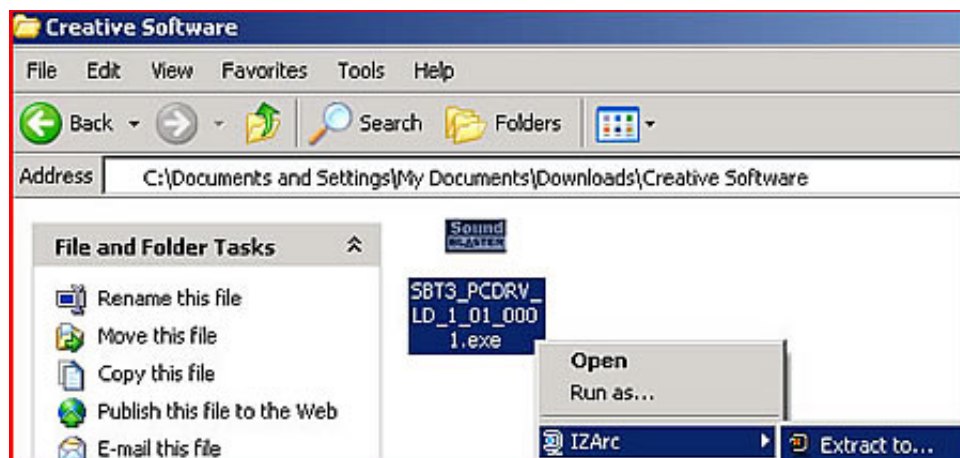 Creative Software
File Edit View Favorites Tools Help
Back Search Folders
Address C:\Documents and Settings\My Documents\Downloads\Creative Software
File and Folder Tasks
Rename this file
Move this file
Copy this file
Publish this file to the Web
E-mail this file
Sound
BLASTER
SBT3_PCDRV_
LD_1_01_000
1.exe
Open
Run as...
IZArc
Extract to...